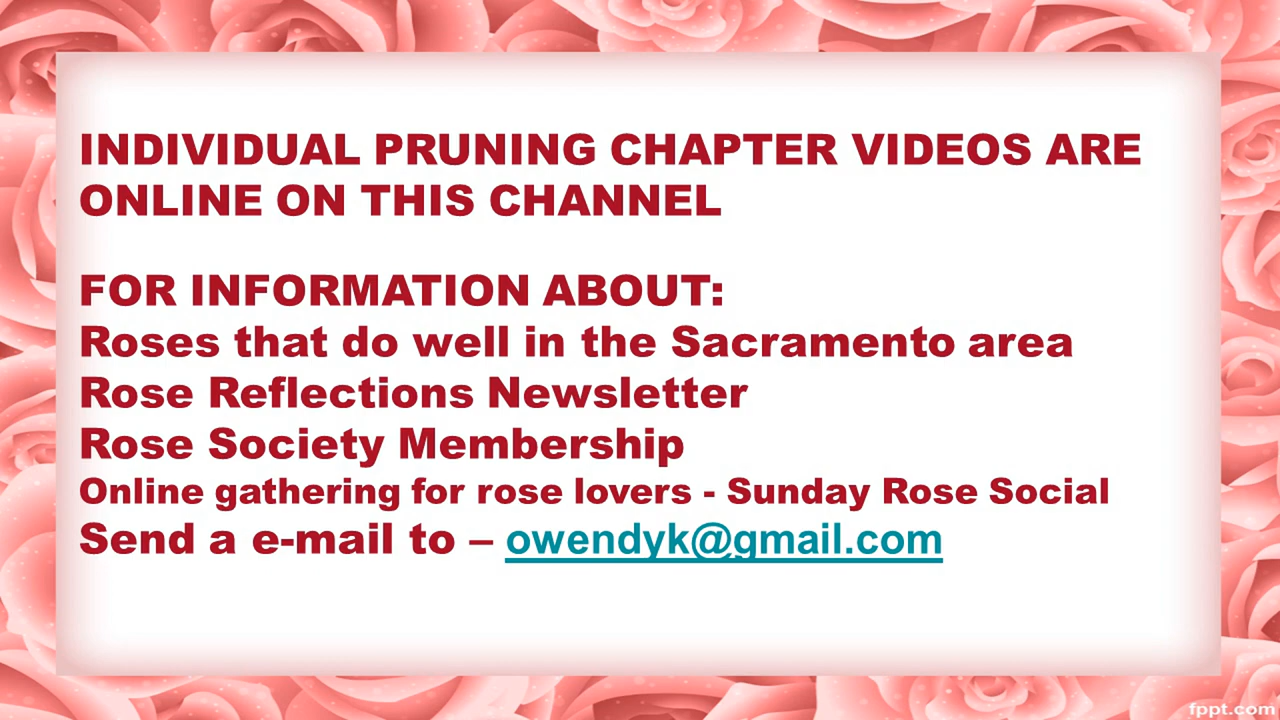 INDIVIDUAL PRUNING CHAPTER VIDEOS ARE
ONLINE ON THIS CHANNEL
FOR INFORMATION ABOUT:
Roses that do well in the Sacramento area
Rose Reflections Newsletter
Rose Society Membership
Online gathering for rose lovers - Sunday Rose Social
Send a e-mail to – owendyk@gmail.com
fppt.com